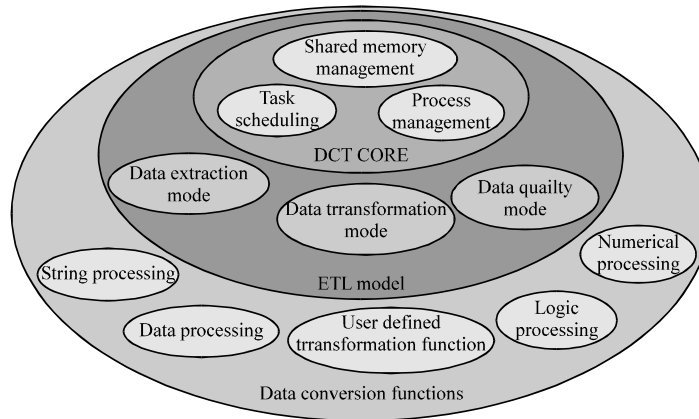 Shared memory
management
Task
scheduling
Process
management
DCT CORE
Data extraction
mode
Data trransformation
mode
Data quailty
mode
ETL model
String processing
Numerical
processing
Data processing
User defined
trransformation function
Logic
processing
Data conversion functions